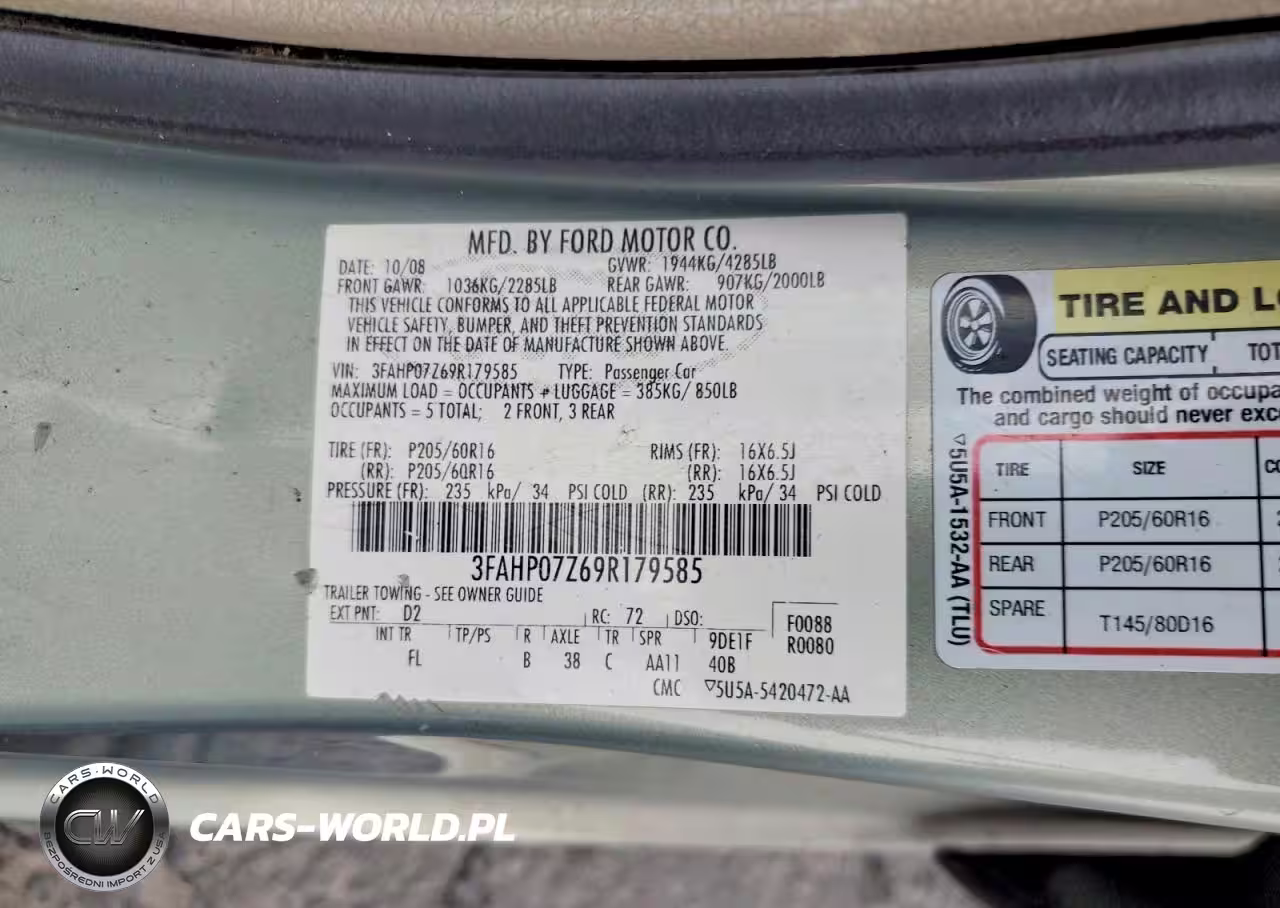 MFD. BY FORD MOTOR CO.
DATE: 10/08 GVWR: 1944KG/4285LB
FRONT GAWR: 1036KG/2285LB REAR GAWR: 907KG/2000LB
THIS VEHICLE CONFORMS TO ALL APPLICABLE FEDERAL MOTOR
VEHICLE SAFETY, BUMPER, AND THEFT PREVENTION STANDARDS
IN EFFECT ON THE DATE OF MANUFACTURE SHOWN ABOVE.
VIN: 3FAHP07Z69R179585 TYPE: Passenger Car
MAXIMUM LOAD = OCCUPANTS + LUGGAGE = 385KG/ 850LB
OCCUPANTS = 5 TOTAL; 2 FRONT, 3 REAR
TIRE (FR): P205/60R16 RIMS (FR): 16X6.5J
(RR): P205/60R16 (RR): 16X6.5J
PRESSURE (FR): 235 kPa/ 34 PSI COLD (RR): 235 kPa/ 34 PSI COLD
3FAHP07Z69R179585
TRAILER TOWING - SEE OWNER GUIDE
EXT PNT: D2 RC: 72 DSO: F0088
INT TR TP/PS R AXLE TR SPR 9DE1F R0080
FL B 38 C AA11 40B
CMC ▽5U5A-5420472-AA
TIRE AND LO
SEATING CAPACITY TOT
The combined weight of occupa
and cargo should never exce
TIRE SIZE CO
FRONT P205/60R16
REAR P205/60R16
SPARE T145/80D16
▽5U5A-1532-AA (TLU)
CARS-WORLD
CW
BEZPOŚREDNI IMPORT Z USA
CARS-WORLD.PL